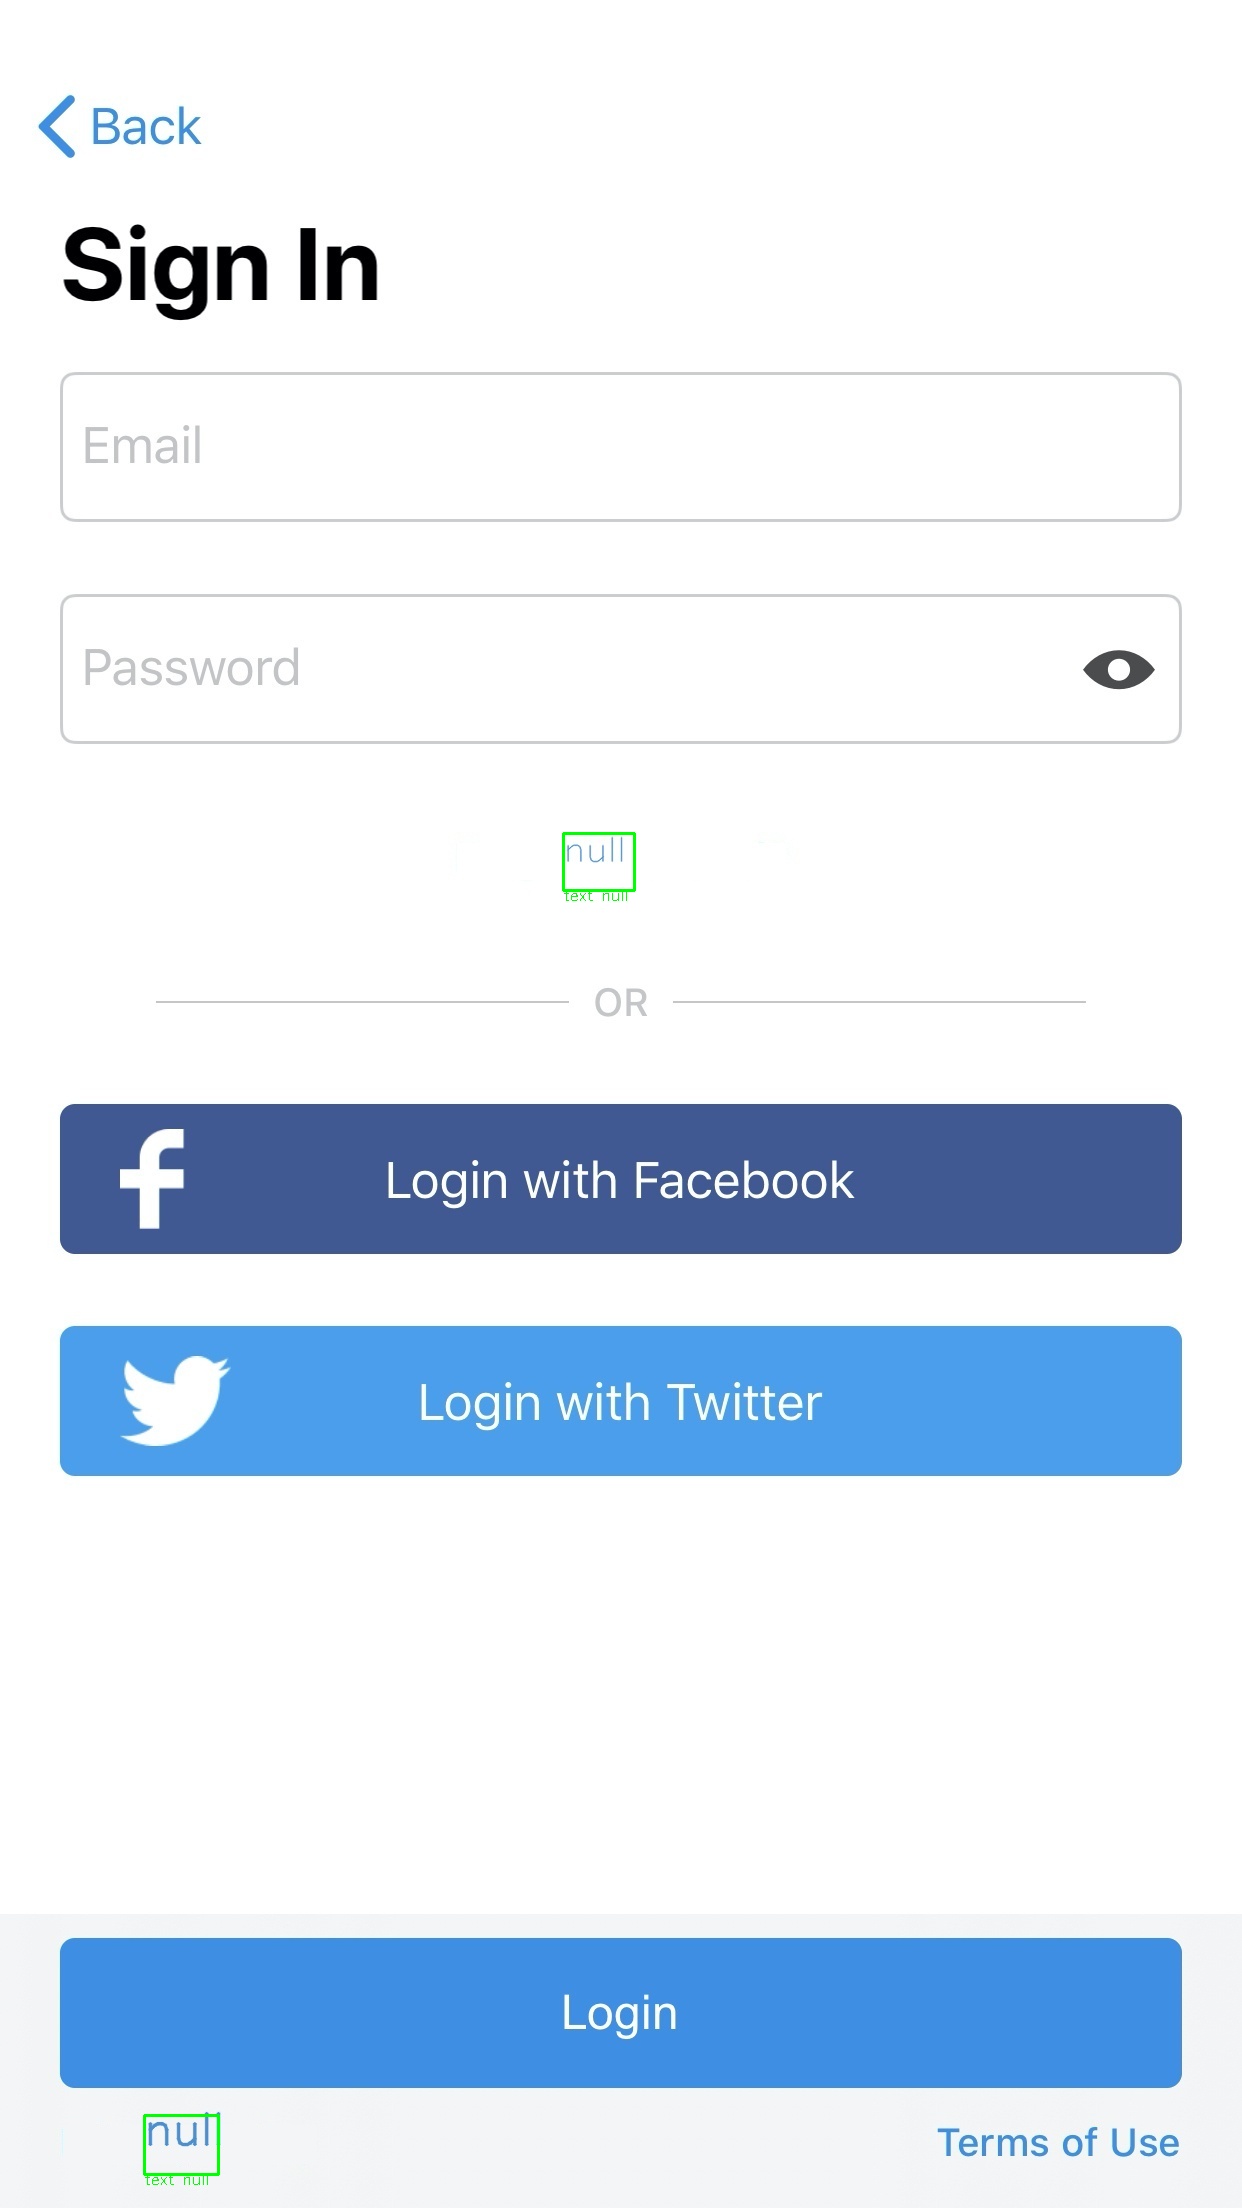 Back
Sign In
Email
Password
null
text null
OR
Login with Facebook
Login with Twitter
Login
null
text null
Terms of Use